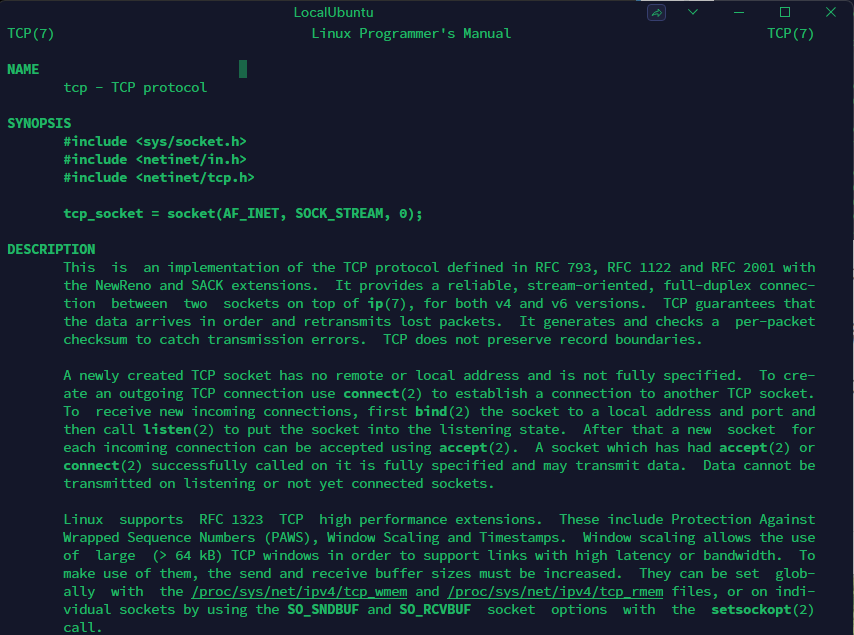 LocalUbuntu
TCP(7) Linux Programmer's Manual TCP(7)
NAME
tcp - TCP protocol
SYNOPSIS
#include <sys/socket.h>
#include <netinet/in.h>
#include <netinet/tcp.h>
tcp_socket = socket(AF_INET, SOCK_STREAM, 0);
DESCRIPTION
This is an implementation of the TCP protocol defined in RFC 793, RFC 1122 and RFC 2001 with
the NewReno and SACK extensions. It provides a reliable, stream-oriented, full-duplex connec-
tion between two sockets on top of ip(7), for both v4 and v6 versions. TCP guarantees that
the data arrives in order and retransmits lost packets. It generates and checks a per-packet
checksum to catch transmission errors. TCP does not preserve record boundaries.
A newly created TCP socket has no remote or local address and is not fully specified. To cre-
ate an outgoing TCP connection use connect(2) to establish a connection to another TCP socket.
To receive new incoming connections, first bind(2) the socket to a local address and port and
then call listen(2) to put the socket into the listening state. After that a new socket for
each incoming connection can be accepted using accept(2). A socket which has had accept(2) or
connect(2) successfully called on it is fully specified and may transmit data. Data cannot be
transmitted on listening or not yet connected sockets.
Linux supports RFC 1323 TCP high performance extensions. These include Protection Against
Wrapped Sequence Numbers (PAWS), Window Scaling and Timestamps. Window scaling allows the use
of large (> 64 kB) TCP windows in order to support links with high latency or bandwidth. To
make use of them, the send and receive buffer sizes must be increased. They can be set glob-
ally with the /proc/sys/net/ipv4/tcp_wmem and /proc/sys/net/ipv4/tcp_rmem files, or on indi-
vidual sockets by using the SO_SNDBUF and SO_RCVBUF socket options with the setsockopt(2)
call.